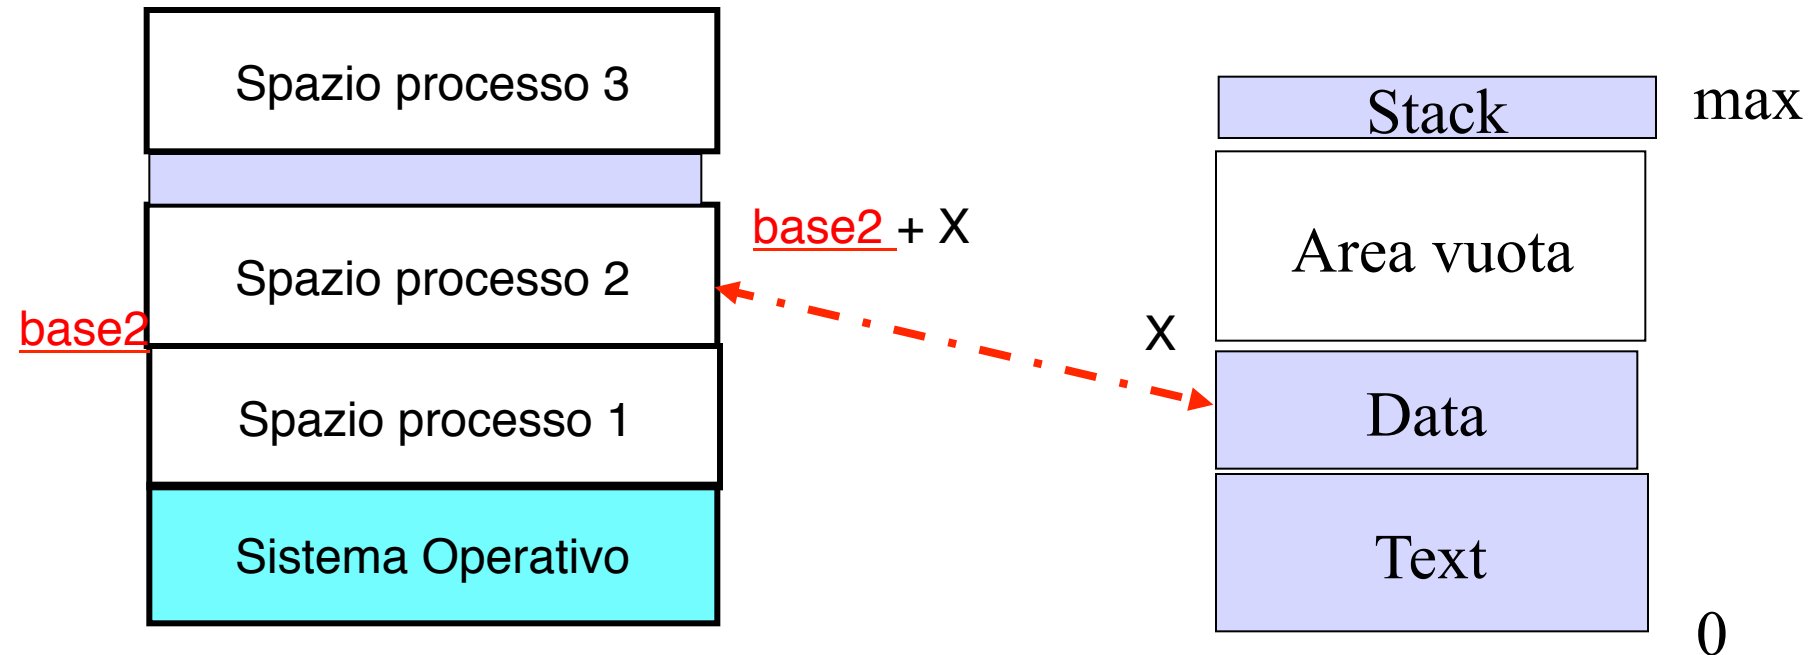 Spazio processo 3
Spazio processo 2
base2
Spazio processo 1
Sistema Operativo
base2 + X
X
Stack
max
Area vuota
Data
Text
0